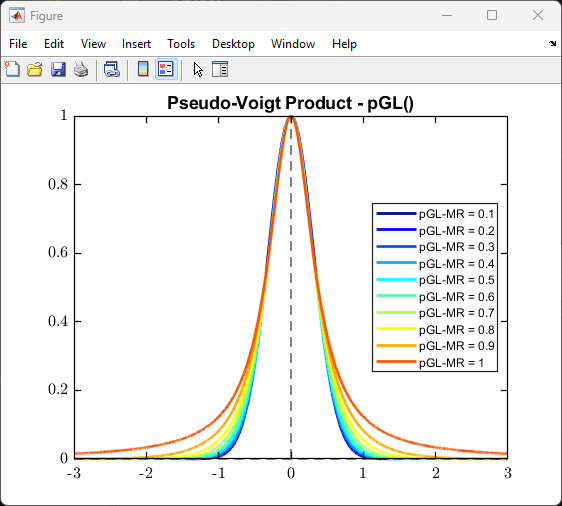 Figure
File Edit View Insert Tools Desktop Window Help
Pseudo-Voigt Product - pGL()
1
0.8
0.6
0.4
0.2
0
-3 -2 -1 0 1 2 3
pGL-MR = 0.1
pGL-MR = 0.2
pGL-MR = 0.3
pGL-MR = 0.4
pGL-MR = 0.5
pGL-MR = 0.6
pGL-MR = 0.7
pGL-MR = 0.8
pGL-MR = 0.9
pGL-MR = 1